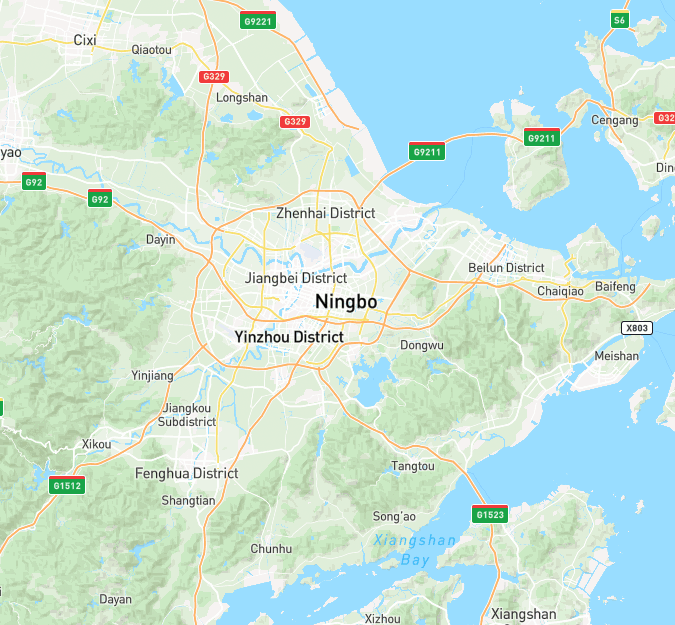 G9221
S6
Cixi
Qiaotou
G329
Longshan
G329
Cengang
G9211
G9211
yao
G92
G92
Zhenhai District
Dayin
Jiangbei District
Beilun District
Chaiqiao
Baifeng
Ningbo
X803
Yinzhou District
Dongwu
Meishan
Yinjiang
Jiangkou
Subdistrict
Xikou
Tangtou
Fenghua District
G1512
Shangtian
G1523
Song'ao
Xiangshan
Bay
Chunhu
Dayan
Xizhou
Xiangshan